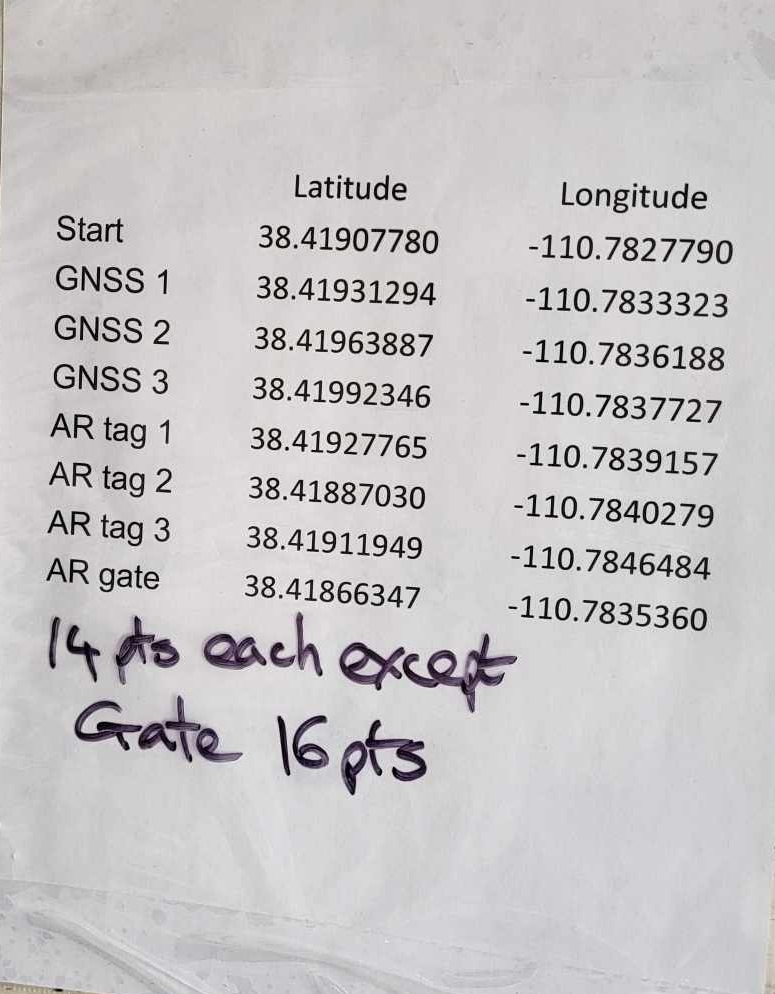 Latitude Longitude
Start 38.41907780 -110.7827790
GNSS 1 38.41931294 -110.7833323
GNSS 2 38.41963887 -110.7836188
GNSS 3 38.41992346 -110.7837727
AR tag 1 38.41927765 -110.7839157
AR tag 2 38.41887030 -110.7840279
AR tag 3 38.41911949 -110.7846484
AR gate 38.41866347 -110.7835360
14 pts each except
Gate 16 pts